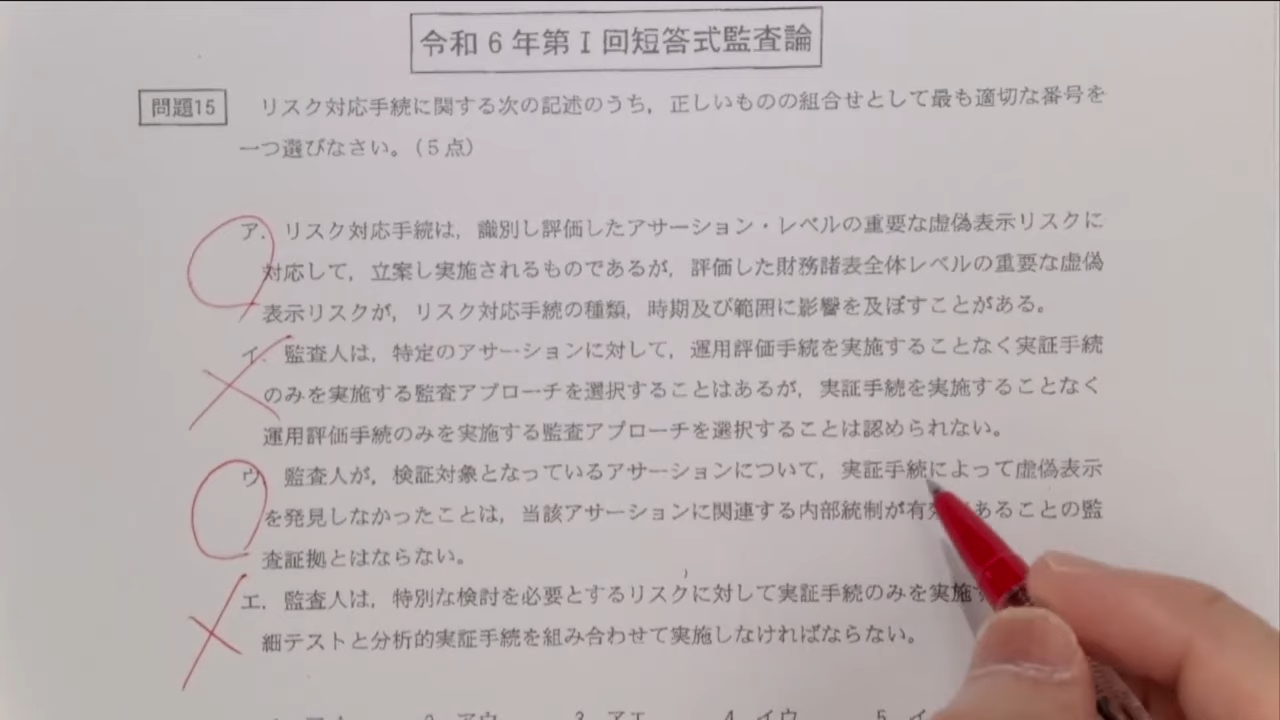 令和6年第Ⅰ回短答式監査論
問題15 リスク対応手続に関する次の記述のうち，正しいものの組合せとして最も適切な番号を
一つ選びなさい。（5点）
ア．リスク対応手続は，識別し評価したアサーション・レベルの重要な虚偽表示リスクに
対応して，立案し実施されるものであるが，評価した財務諸表全体レベルの重要な虚偽
表示リスクが，リスク対応手続の種類，時期及び範囲に影響を及ぼすことがある。
イ．監査人は，特定のアサーションに対して，運用評価手続を実施することなく実証手続
のみを実施する監査アプローチを選択することはあるが，実証手続を実施することなく
運用評価手続のみを実施する監査アプローチを選択することは認められない。
ウ 監査人が，検証対象となっているアサーションについて，実証手続によって虚偽表示
を発見しなかったことは，当該アサーションに関連する内部統制が有 あることの監
査証拠とはならない。
エ．監査人は，特別な検討を必要とするリスクに対して実証手続のみを実施
細テストと分析的実証手続を組み合わせて実施しなければならない。
2 アウ 3 アエ 4 イウ 5